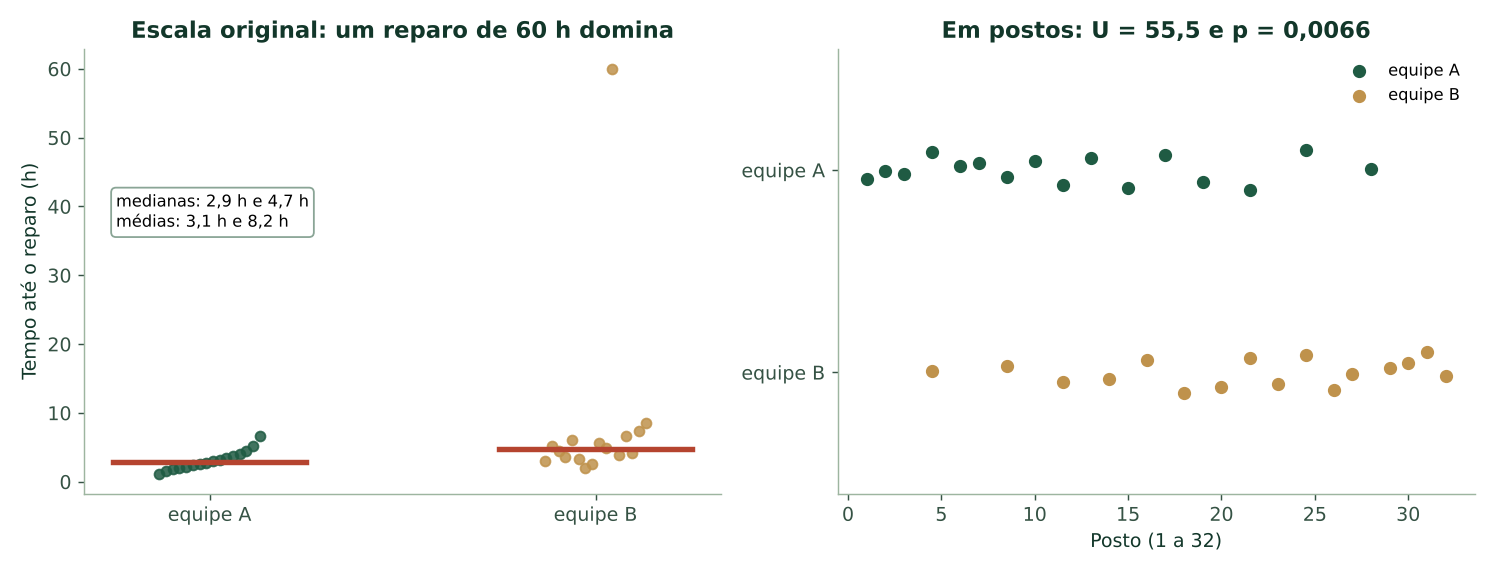 Escala original: um reparo de 60 h domina
Tempo até o reparo (h)
60
50
40
30
20
10
0
medianas: 2,9 h e 4,7 h
médias: 3,1 h e 8,2 h
equipe A
equipe B
Em postos: U = 55,5 e p = 0,0066
equipe A
equipe B
equipe A
equipe B
0
5
10
15
20
25
30
Posto (1 a 32)